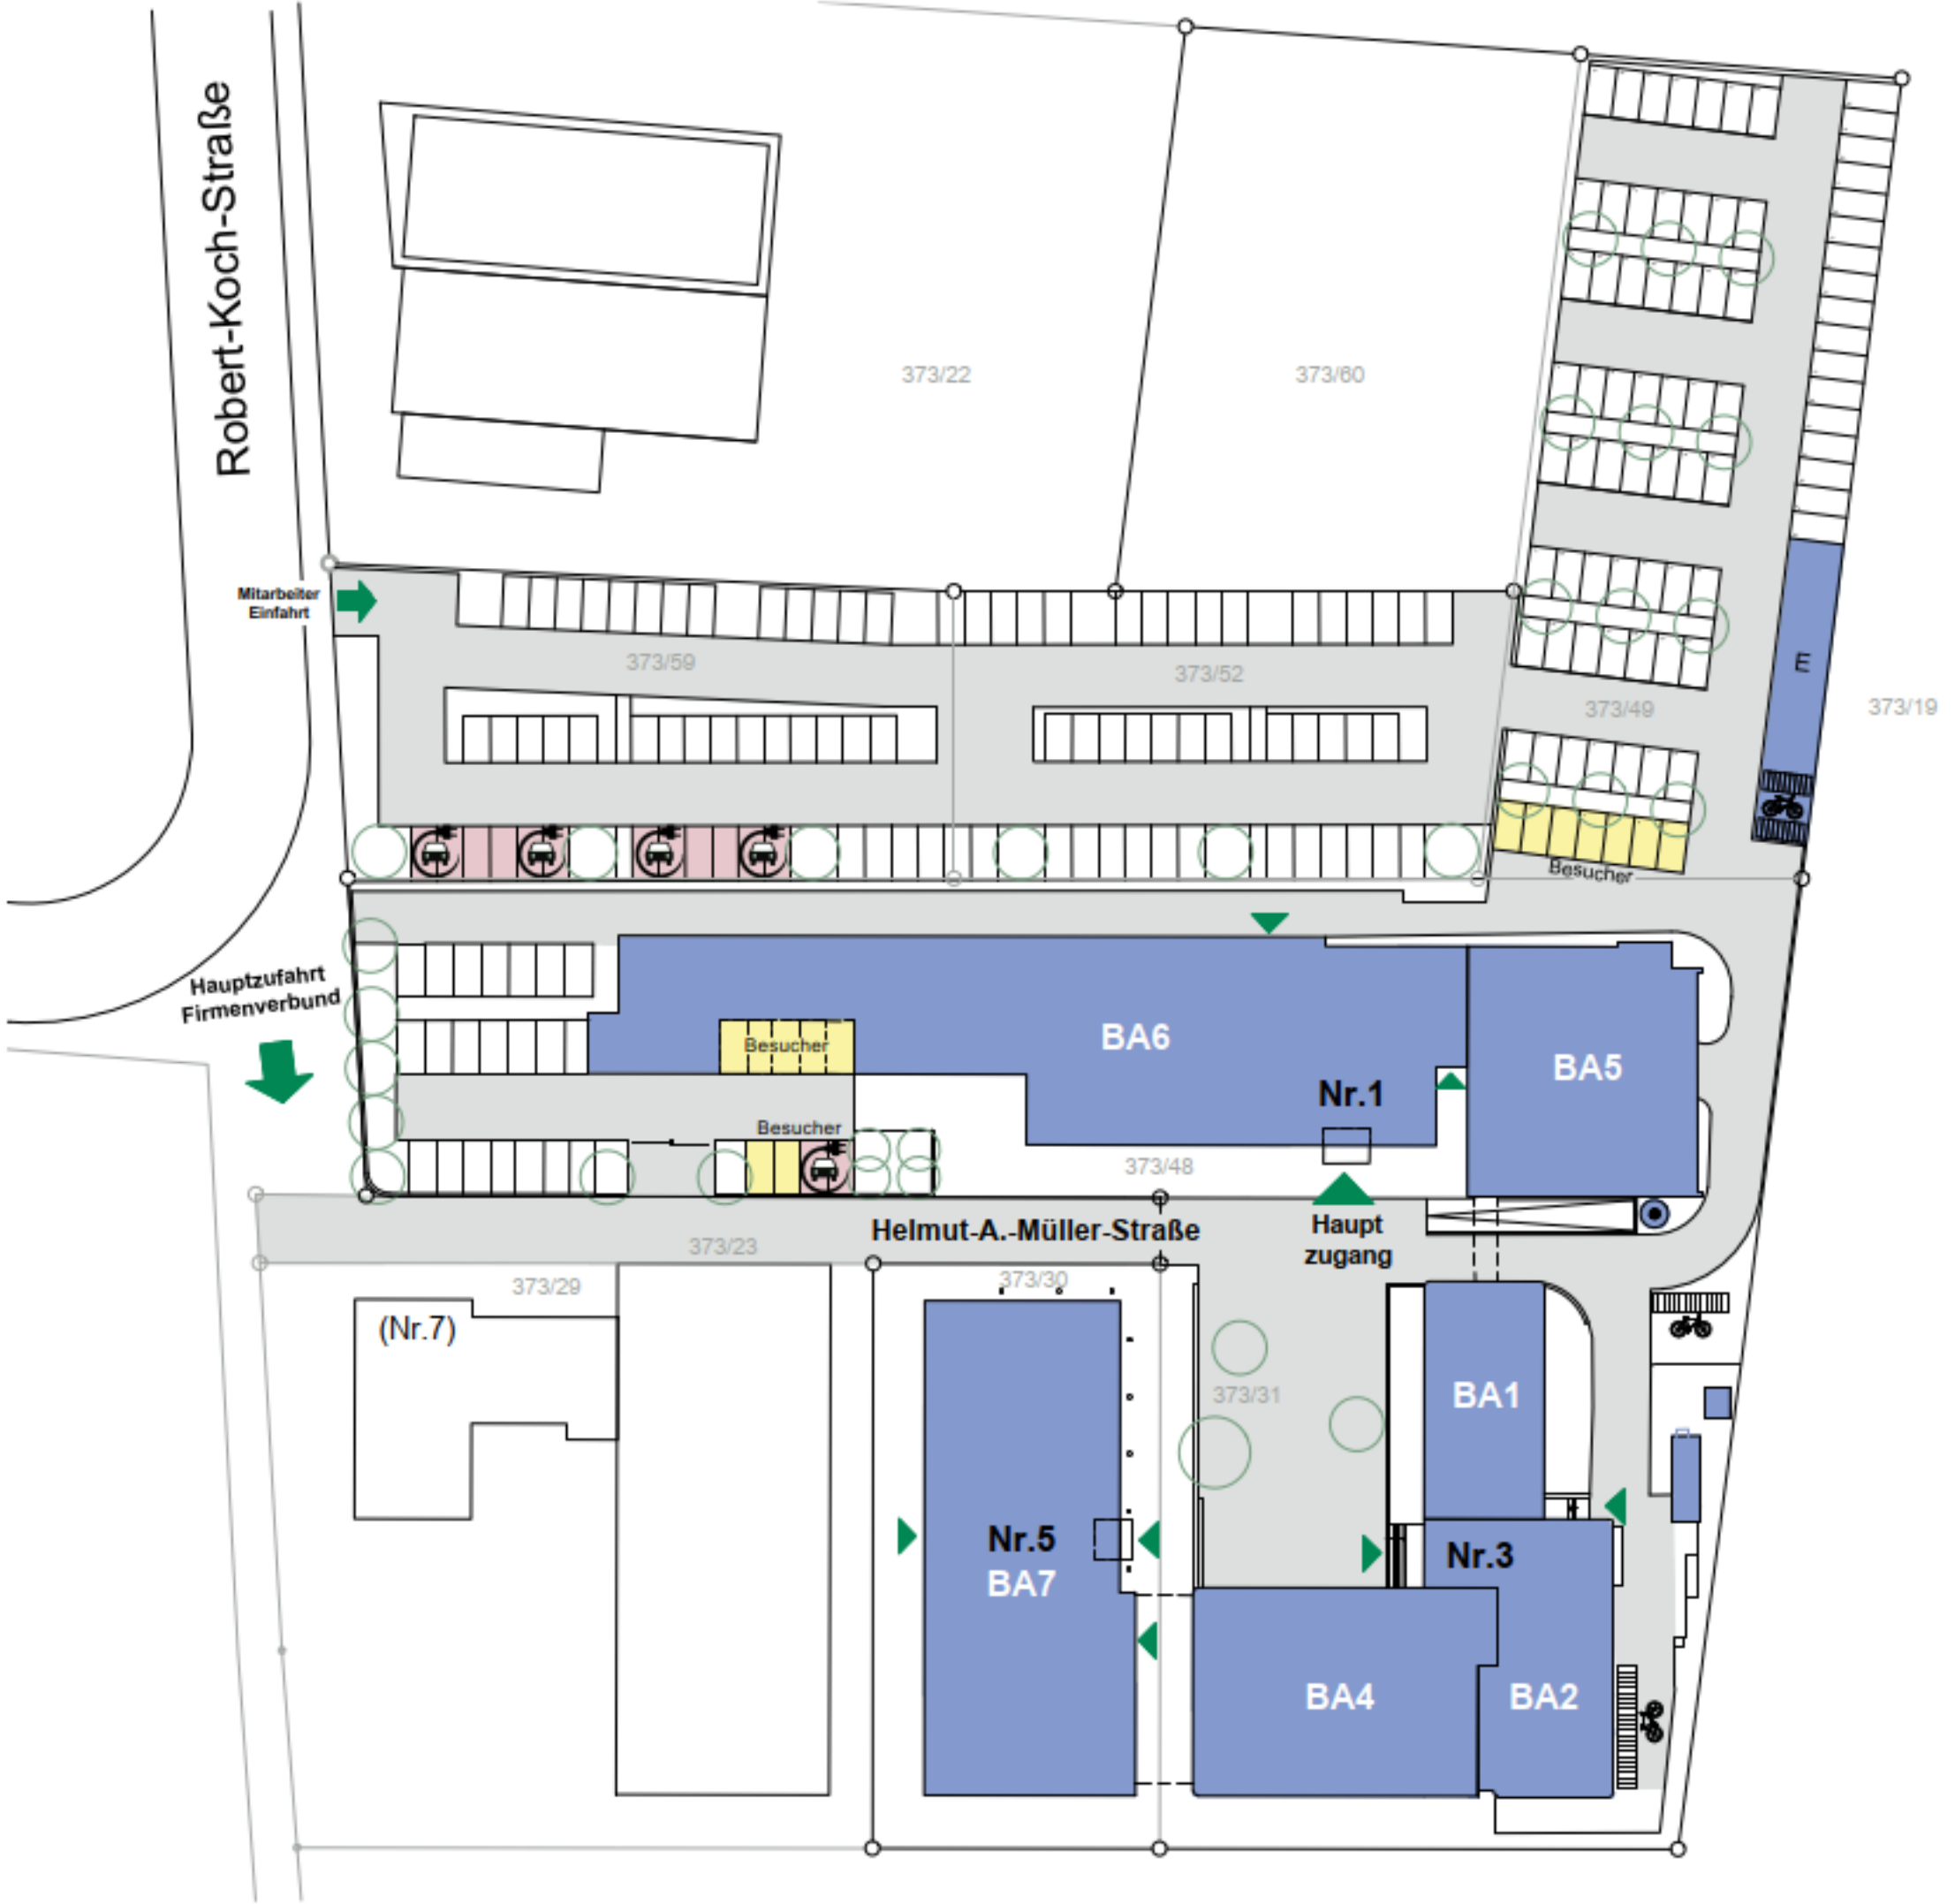 Robert-Koch-Straße
373/22
373/60
Mitarbeiter
Einfahrt
373/59
373/52
E
373/49
373/19
Besucher
Hauptzufahrt
Firmenverbund
BA6
Besucher
BA5
Nr.1
Besucher
373/48
Helmut-A.-Müller-Straße
Haupt
zugang
373/23
373/29
373/30
(Nr.7)
373/31
BA1
Nr.5
BA7
Nr.3
BA4
BA2